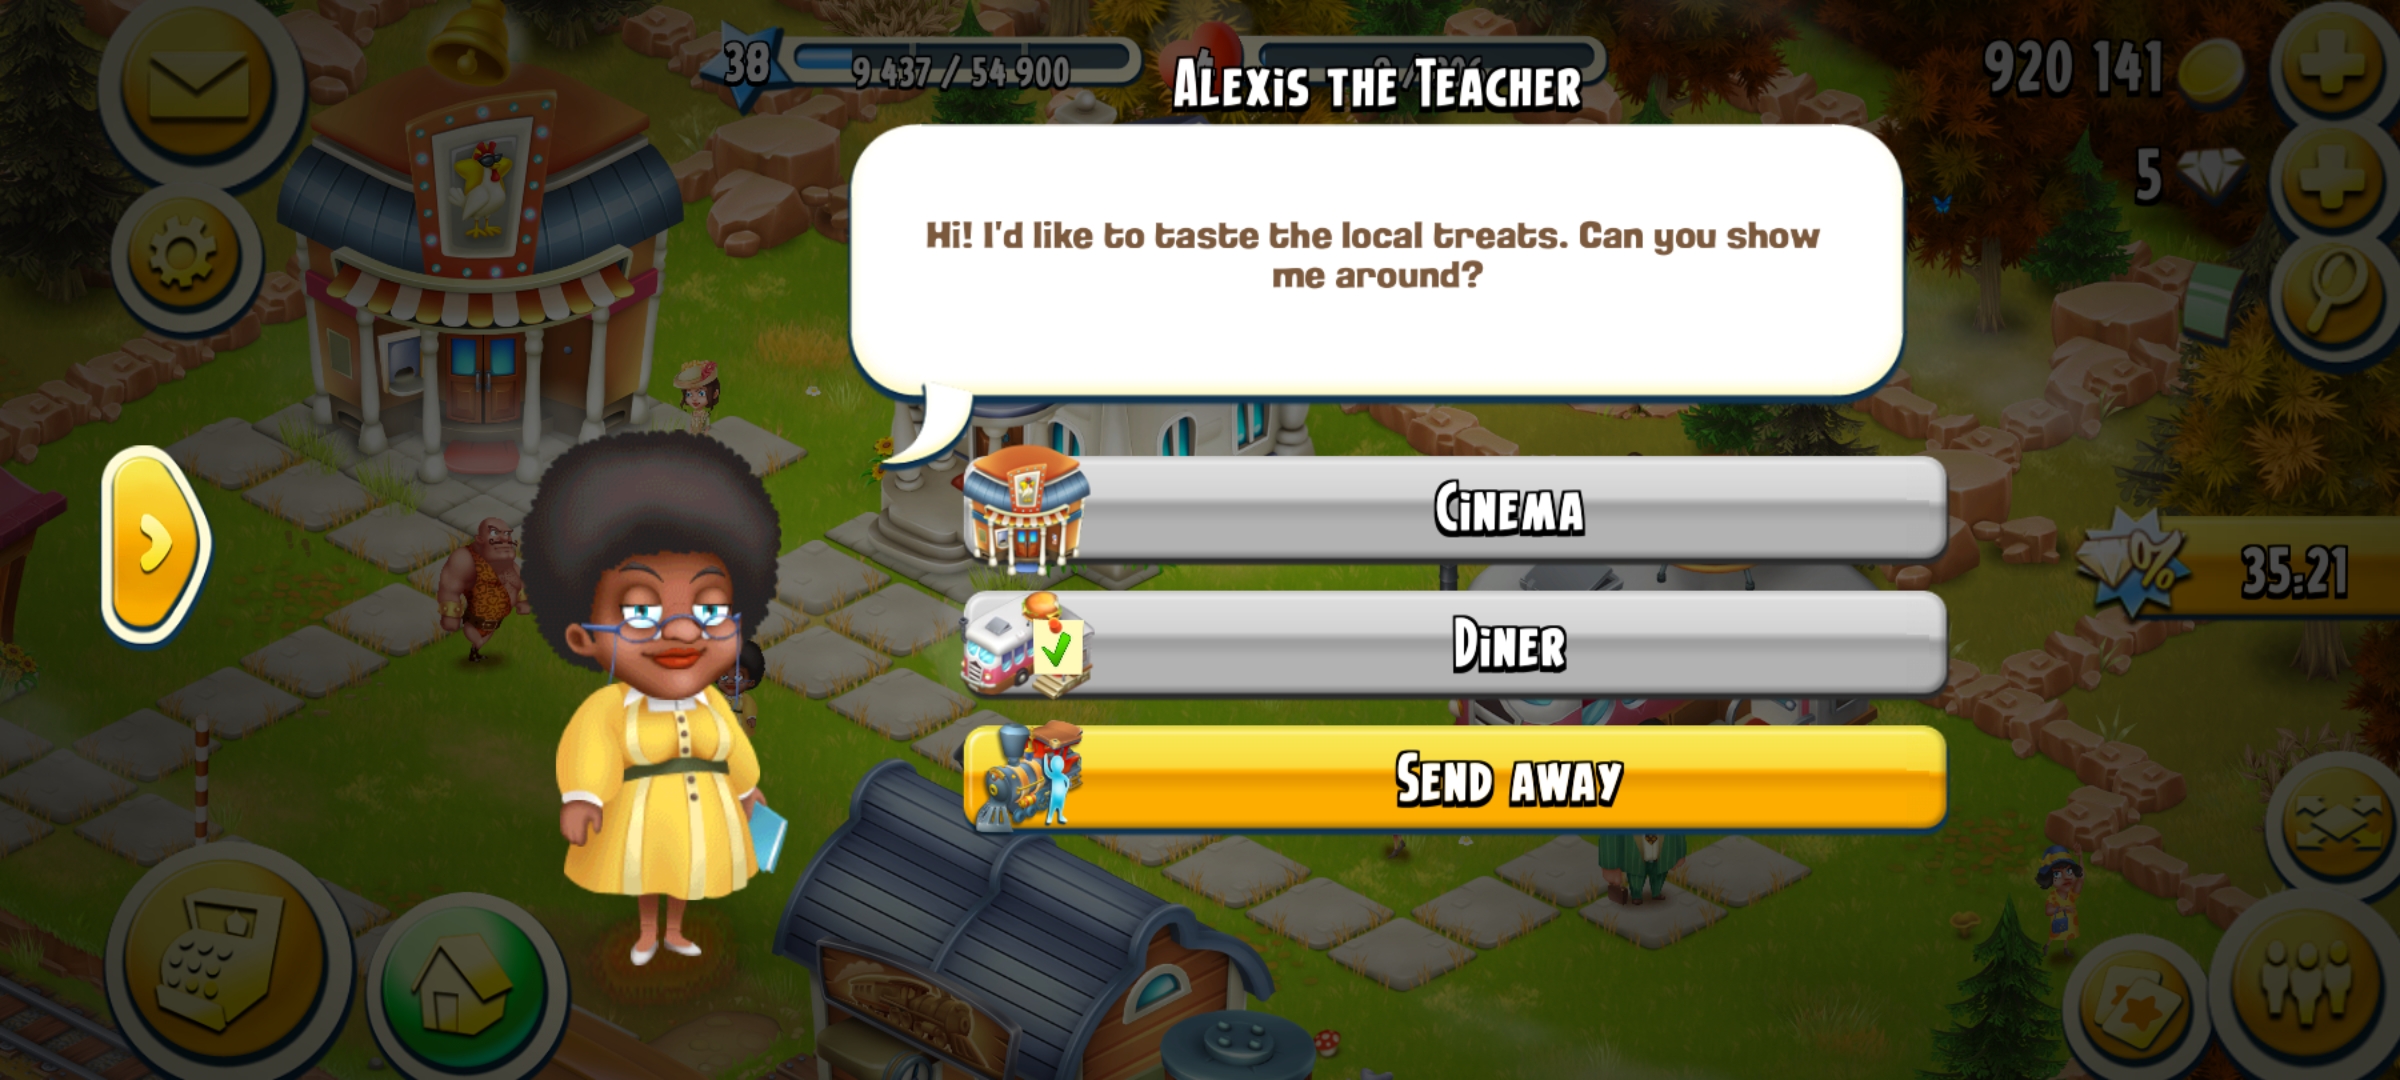 38
9 437 / 54 900
ALEXIS THE TEACHER
920 141
5
Hi! I'd like to taste the local treats. Can you show
me around?
CINEMA
DINER
SEND AWAY
%
35:21